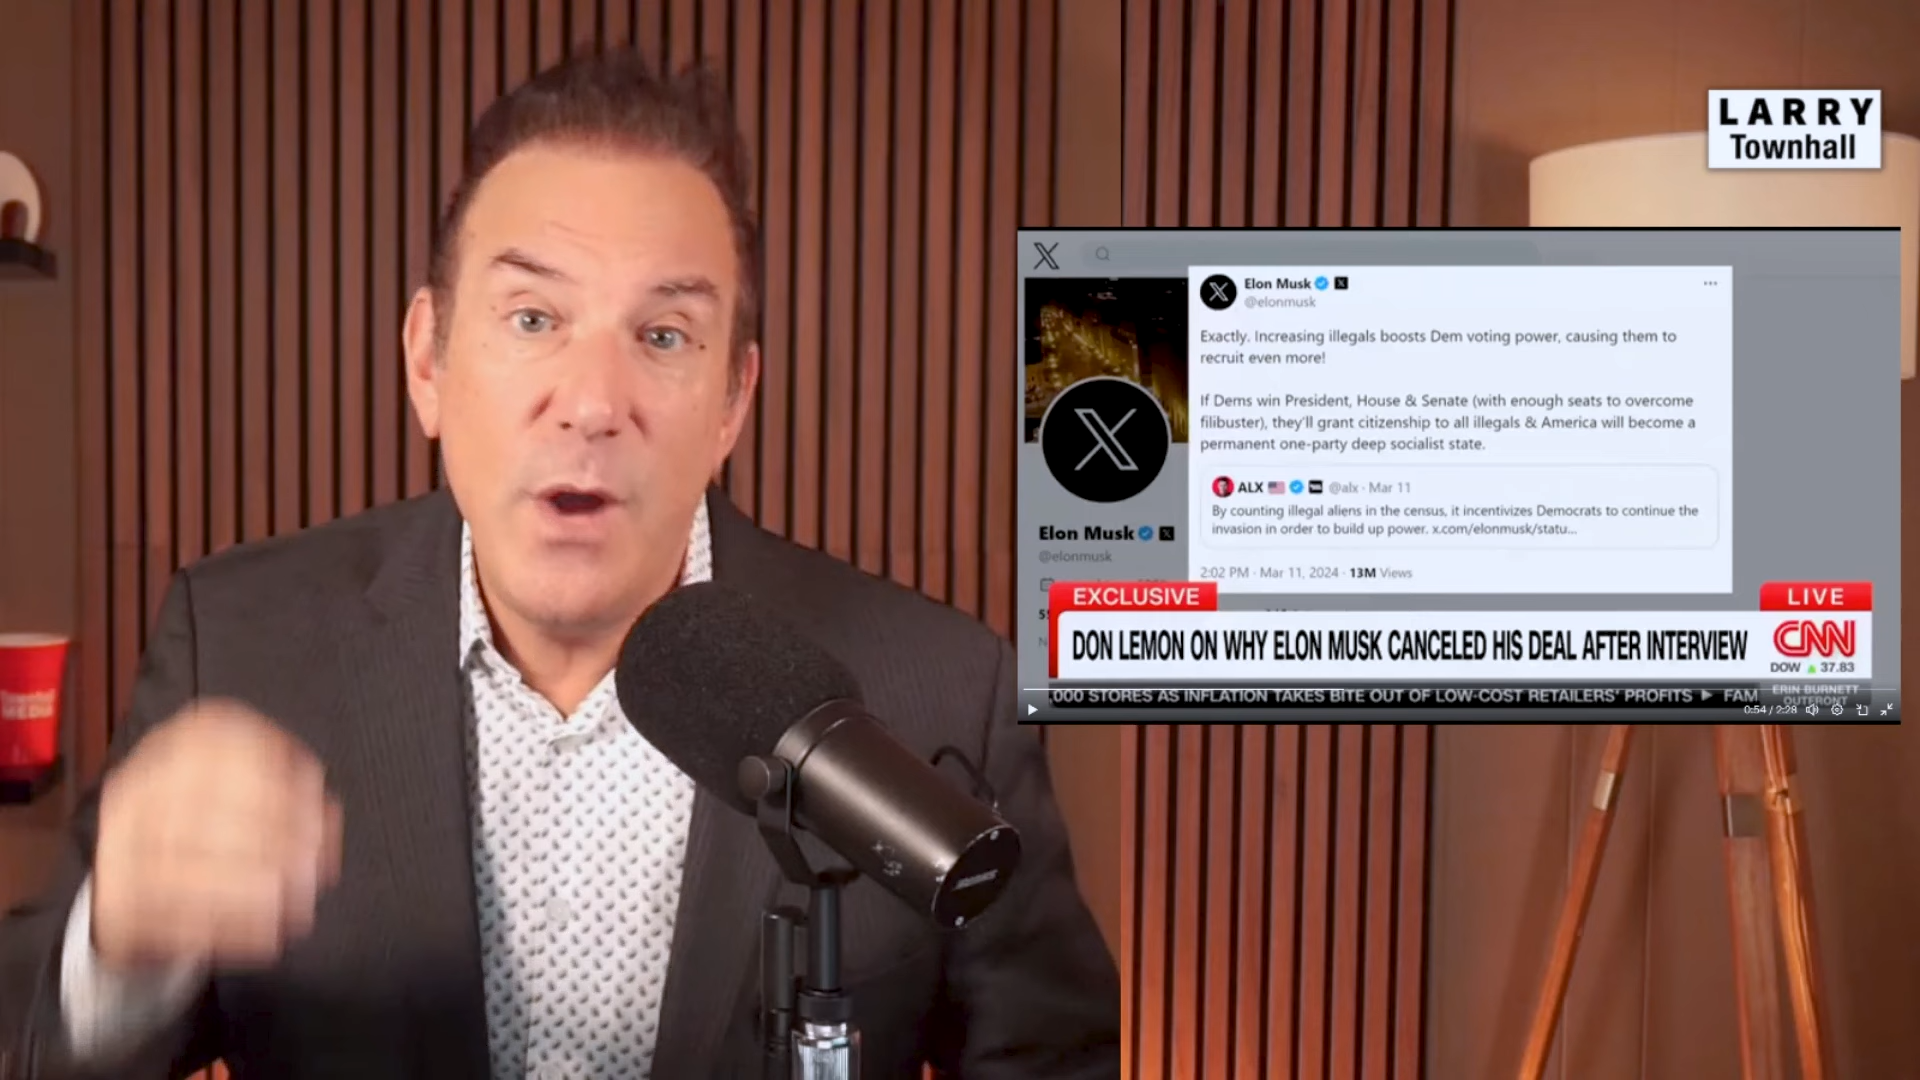 LARRY
Townhall
Elon Musk
@elonmusk
Exactly. Increasing illegals boosts Dem voting power, causing them to
recruit even more!
If Dems win President, House & Senate (with enough seats to overcome
filibuster), they'll grant citizenship to all illegals & America will become a
permanent one-party deep socialist state.
ALX @alx · Mar 11
By counting illegal aliens in the census, it incentivizes Democrats to continue the
invasion in order to build up power. x.com/elonmusk/statu...
2:02 PM · Mar 11, 2024 · 13M Views
Elon Musk
@elonmusk
EXCLUSIVE
LIVE
DON LEMON ON WHY ELON MUSK CANCELED HIS DEAL AFTER INTERVIEW
CNN
DOW ▲ 37.83
,000 STORES AS INFLATION TAKES BITE OUT OF LOW-COST RETAILERS' PROFITS ▶ FAM
ERIN BURNETT
OUTFRONT
0:54 / 2:28
Townhall
MEDIA